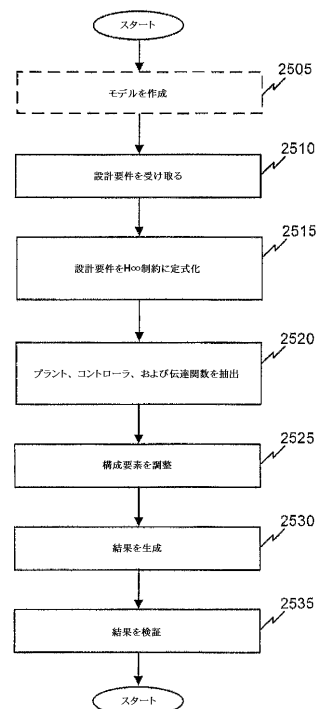 スタート
2505
モデルを作成
2510
設計要件を受け取る
2515
設計要件をH∞制約に定式化
2520
プラント、コントローラ、および伝達関数を抽出
2525
構成要素を調整
2530
結果を生成
2535
結果を検証
スタート